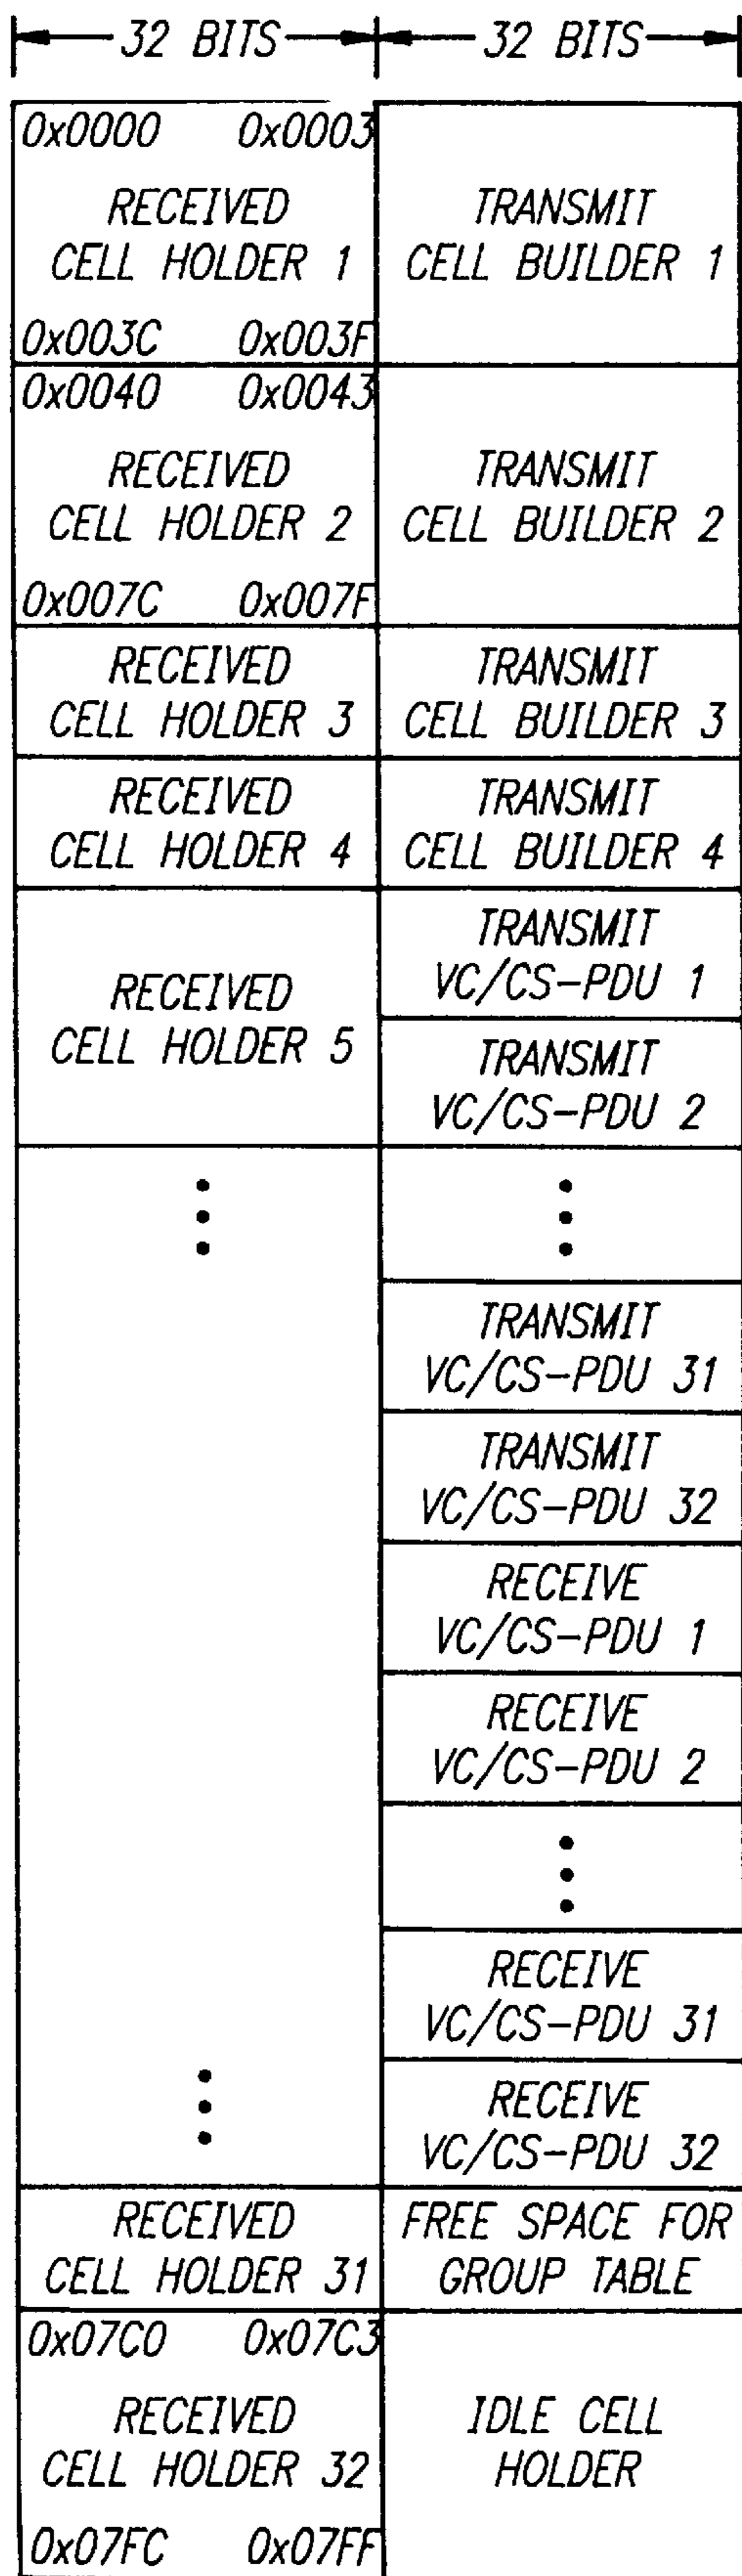 32 BITS 32 BITS
0x0000 0x0003
RECEIVED
CELL HOLDER 1
0x003C 0x003F
TRANSMIT
CELL BUILDER 1
0x0040 0x0043
RECEIVED
CELL HOLDER 2
0x007C 0x007F
TRANSMIT
CELL BUILDER 2
RECEIVED
CELL HOLDER 3
TRANSMIT
CELL BUILDER 3
RECEIVED
CELL HOLDER 4
TRANSMIT
CELL BUILDER 4
RECEIVED
CELL HOLDER 5
TRANSMIT
VC/CS-PDU 1
TRANSMIT
VC/CS-PDU 2
TRANSMIT
VC/CS-PDU 31
TRANSMIT
VC/CS-PDU 32
RECEIVE
VC/CS-PDU 1
RECEIVE
VC/CS-PDU 2
RECEIVE
VC/CS-PDU 31
RECEIVE
VC/CS-PDU 32
RECEIVED
CELL HOLDER 31
FREE SPACE FOR
GROUP TABLE
0x07C0 0x07C3
RECEIVED
CELL HOLDER 32
0x07FC 0x07FF
IDLE CELL
HOLDER